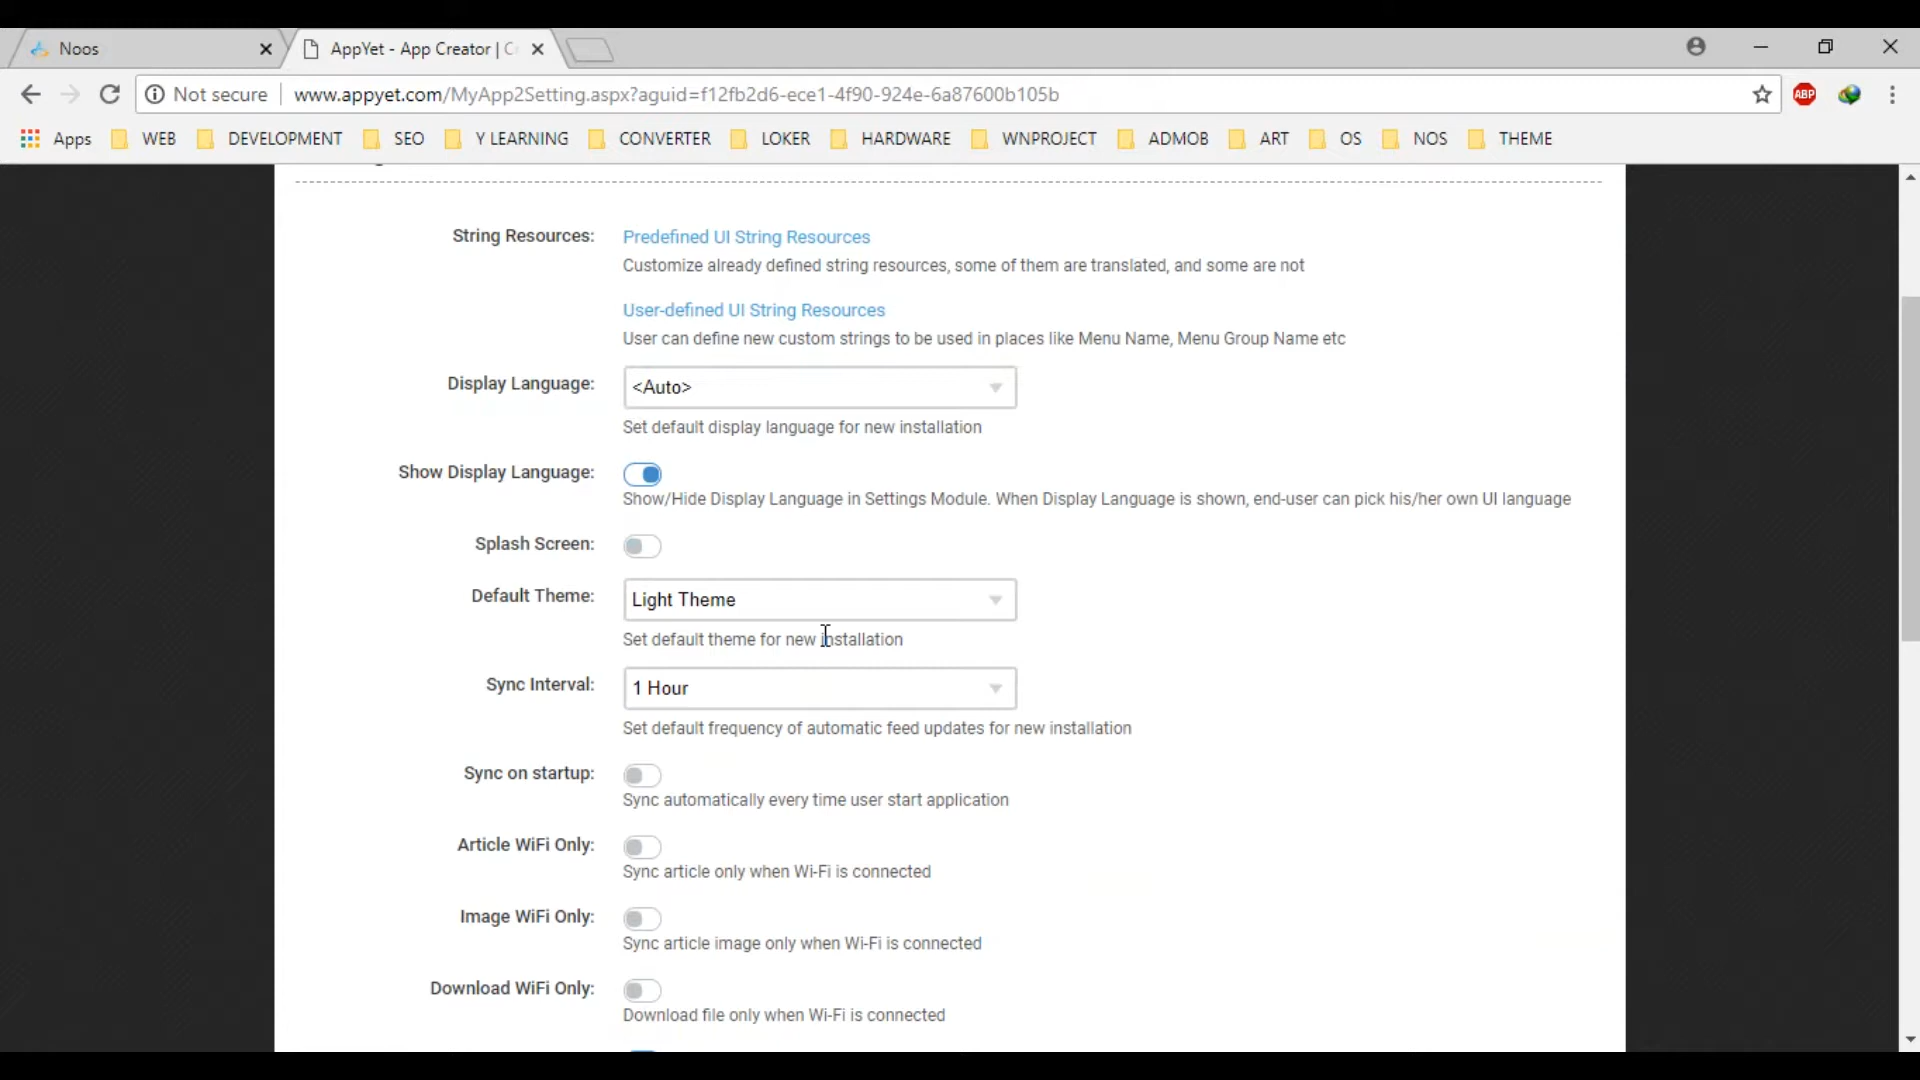 Noos
AppYet - App Creator | C
Not secure
www.appyet.com/MyApp2Setting.aspx?aguid=f12fb2d6-ece1-4f90-924e-6a87600b105b
ABP
Apps WEB DEVELOPMENT SEO Y LEARNING CONVERTER LOKER HARDWARE WNPROJECT ADMOB ART OS NOS THEME
String Resources: Predefined UI String Resources
Customize already defined string resources, some of them are translated, and some are not
User-defined UI String Resources
User can define new custom strings to be used in places like Menu Name, Menu Group Name etc
Display Language: <Auto>
Set default display language for new installation
Show Display Language:
Show/Hide Display Language in Settings Module. When Display Language is shown, end-user can pick his/her own UI language
Splash Screen:
Default Theme: Light Theme
Set default theme for new installation
Sync Interval: 1 Hour
Set default frequency of automatic feed updates for new installation
Sync on startup:
Sync automatically every time user start application
Article WiFi Only:
Sync article only when Wi-Fi is connected
Image WiFi Only:
Sync article image only when Wi-Fi is connected
Download WiFi Only:
Download file only when Wi-Fi is connected